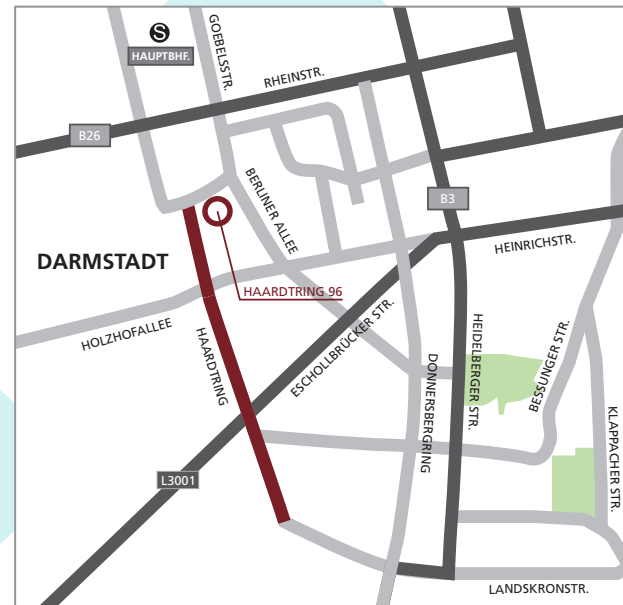 S
HAUPTBHF.
GOEBELSSTR.
RHEINSTR.
B26
BERLINER ALLEE
B3
HEINRICHSTR.
DARMSTADT
HAARDTRING 96
HOLZHOFALLEE
HAARDTRING
ESCHOLLBRÜCKER STR.
DONNERSBERGRING
HEIDELBERGER STR.
BESSUNGER STR.
KLAPPACHER STR.
L3001
LANDSKRONSTR.